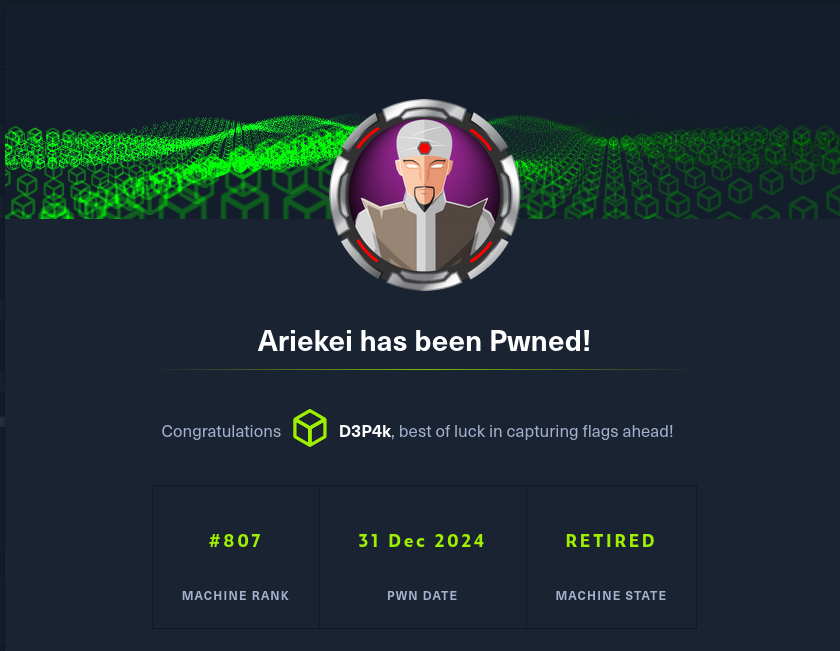 Ariekei has been Pwned!
Congratulations D3P4k, best of luck in capturing flags ahead!
#807 31 Dec 2024 RETIRED
MACHINE RANK PWN DATE MACHINE STATE